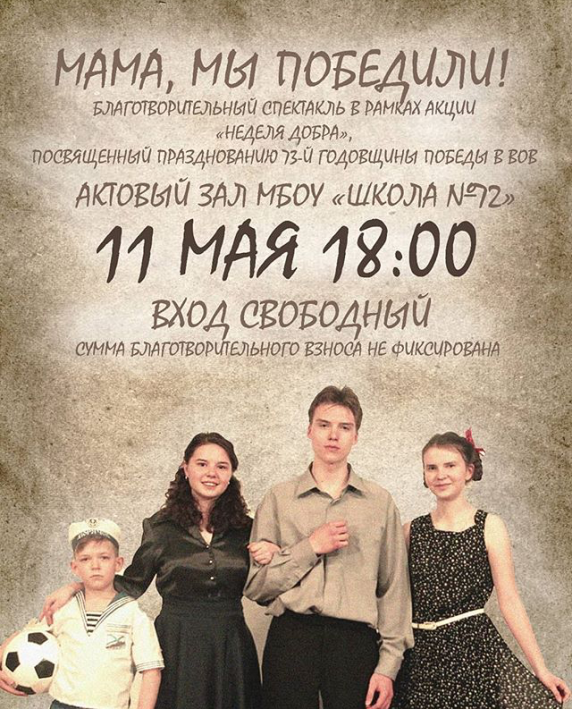 МАМА, МЫ ПОБЕДИЛИ!
БЛАГОТВОРИТЕЛЬНЫЙ СПЕКТАКЛЬ В РАМКАХ АКЦИИ
«НЕДЕЛЯ ДОБРА»,
ПОСВЯЩЕННЫЙ ПРАЗДНОВАНИЮ 73-Й ГОДОВЩИНЫ ПОБЕДЫ В ВОВ
АКТОВЫЙ ЗАЛ МБОУ «ШКОЛА №72»
11 МАЯ 18:00
ВХОД СВОБОДНЫЙ
СУММА БЛАГОТВОРИТЕЛЬНОГО ВЗНОСА НЕ ФИКСИРОВАНА